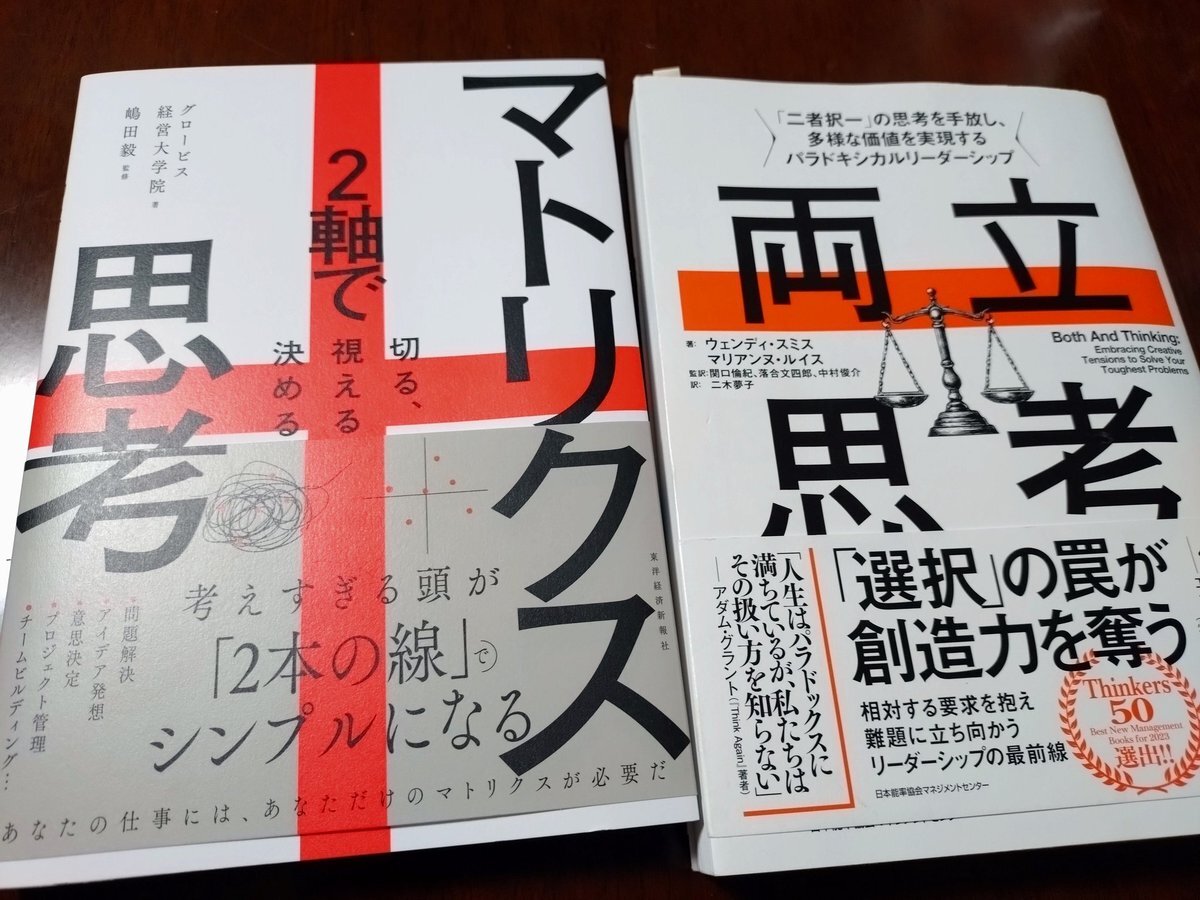 マトリクス
思考
2軸で
切る、
視える
決める
グロービス
経営大学院 著
嶋田毅 監修
考えすぎる頭が
「2本の線」で
シンプルになる
問題解決
アイデア発想
意思決定
プロジェクト管理
チームビルディング…
あなたの仕事には、あなただけのマトリクスが必要だ
東洋経済新報社
「二者択一」の思考を手放し、
多様な価値を実現する
パラドキシカルリーダーシップ
両立
思考
Both And Thinking:
Embracing Creative
Tensions to Solve Your
Toughest Problems
著:ウェンディ・スミス
マリアンヌ・ルイス
監訳:関口倫紀、落合文四郎、中村俊介
訳:二木夢子
「人生はパラドックスに
満ちているが、私たちは
その扱い方を知らない」
―アダム・グラント(『Think Again』著者)
「選択」の罠が
創造力を奪う
相対する要求を抱え
難題に立ち向かう
リーダーシップの最前線
Thinkers
50
Best New Management
Books for 2023
選出!!
日本能率協会マネジメントセンター